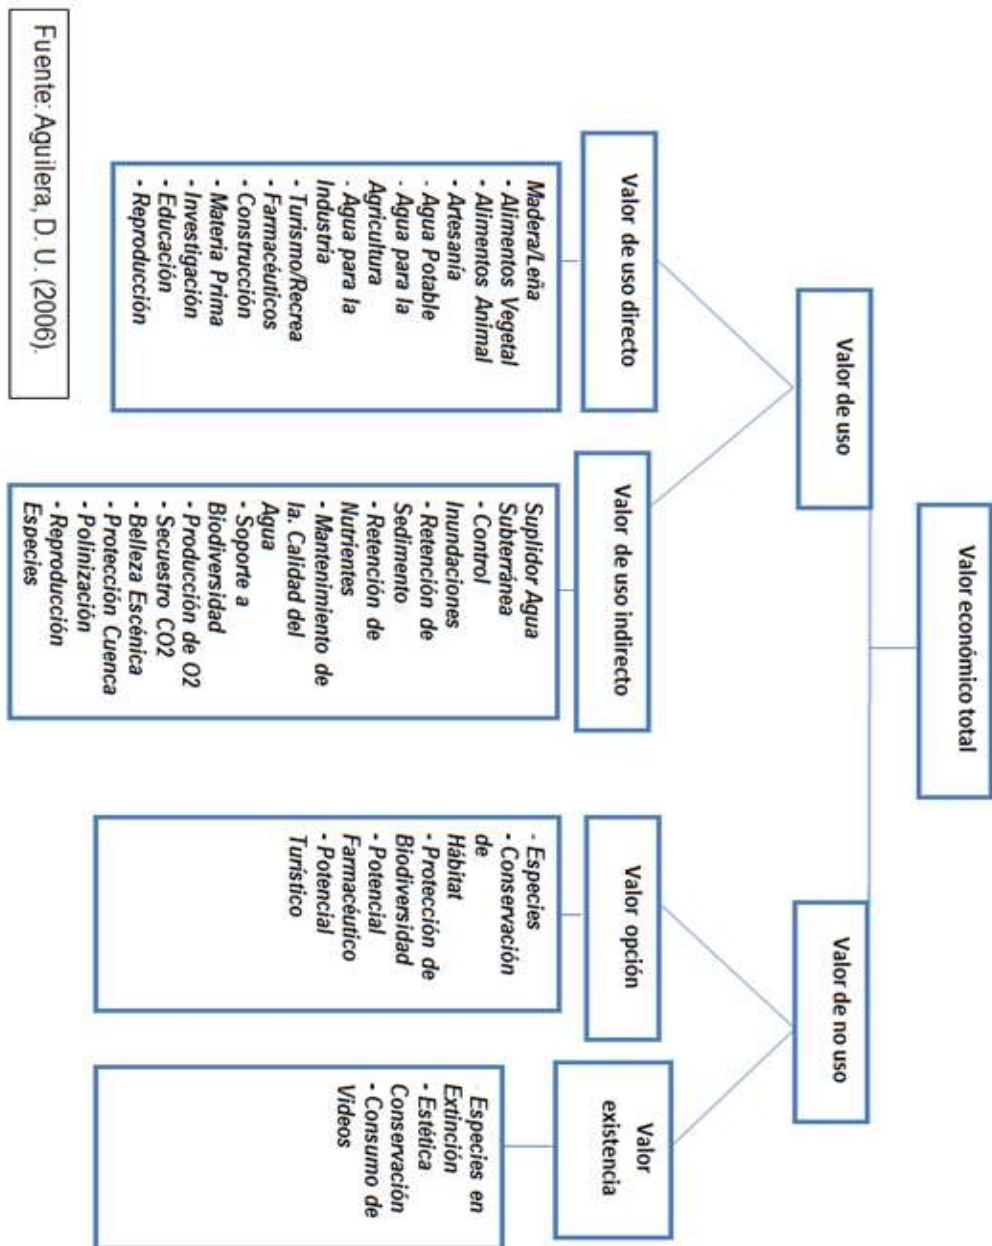 Valor económico total
Valor de uso
Valor de no uso
Valor de uso directo
Valor de uso indirecto
Valor opción
Valor
existencia
Madera/Leña
- Alimentos Vegetal
- Alimentos Animal
- Artesanía
- Agua Potable
- Agua para la
Agricultura
- Agua para la
Industria
- Turismo/Recrea
- Farmacéuticos
- Construcción
- Materia Prima
- Investigación
- Educación
- Reproducción
Suplidor Agua
Subterránea
- Control
Inundaciones
- Retención de
Sedimento
- Retención de
Nutrientes
- Mantenimiento de
la. Calidad del
Agua
- Soporte a
Biodiversidad
- Producción de O2
- Secuestro CO2
- Belleza Escénica
- Protección Cuenca
- Polinización
- Reproducción
Especies
- Especies
- Conservación
de
Hábitat
- Protección de
Biodiversidad
- Potencial
Farmacéutico
- Potencial
Turístico
- Especies en
Extinción
- Estética
Conservación
- Consumo de
Videos
Fuente: Aguilera, D. U. (2006).